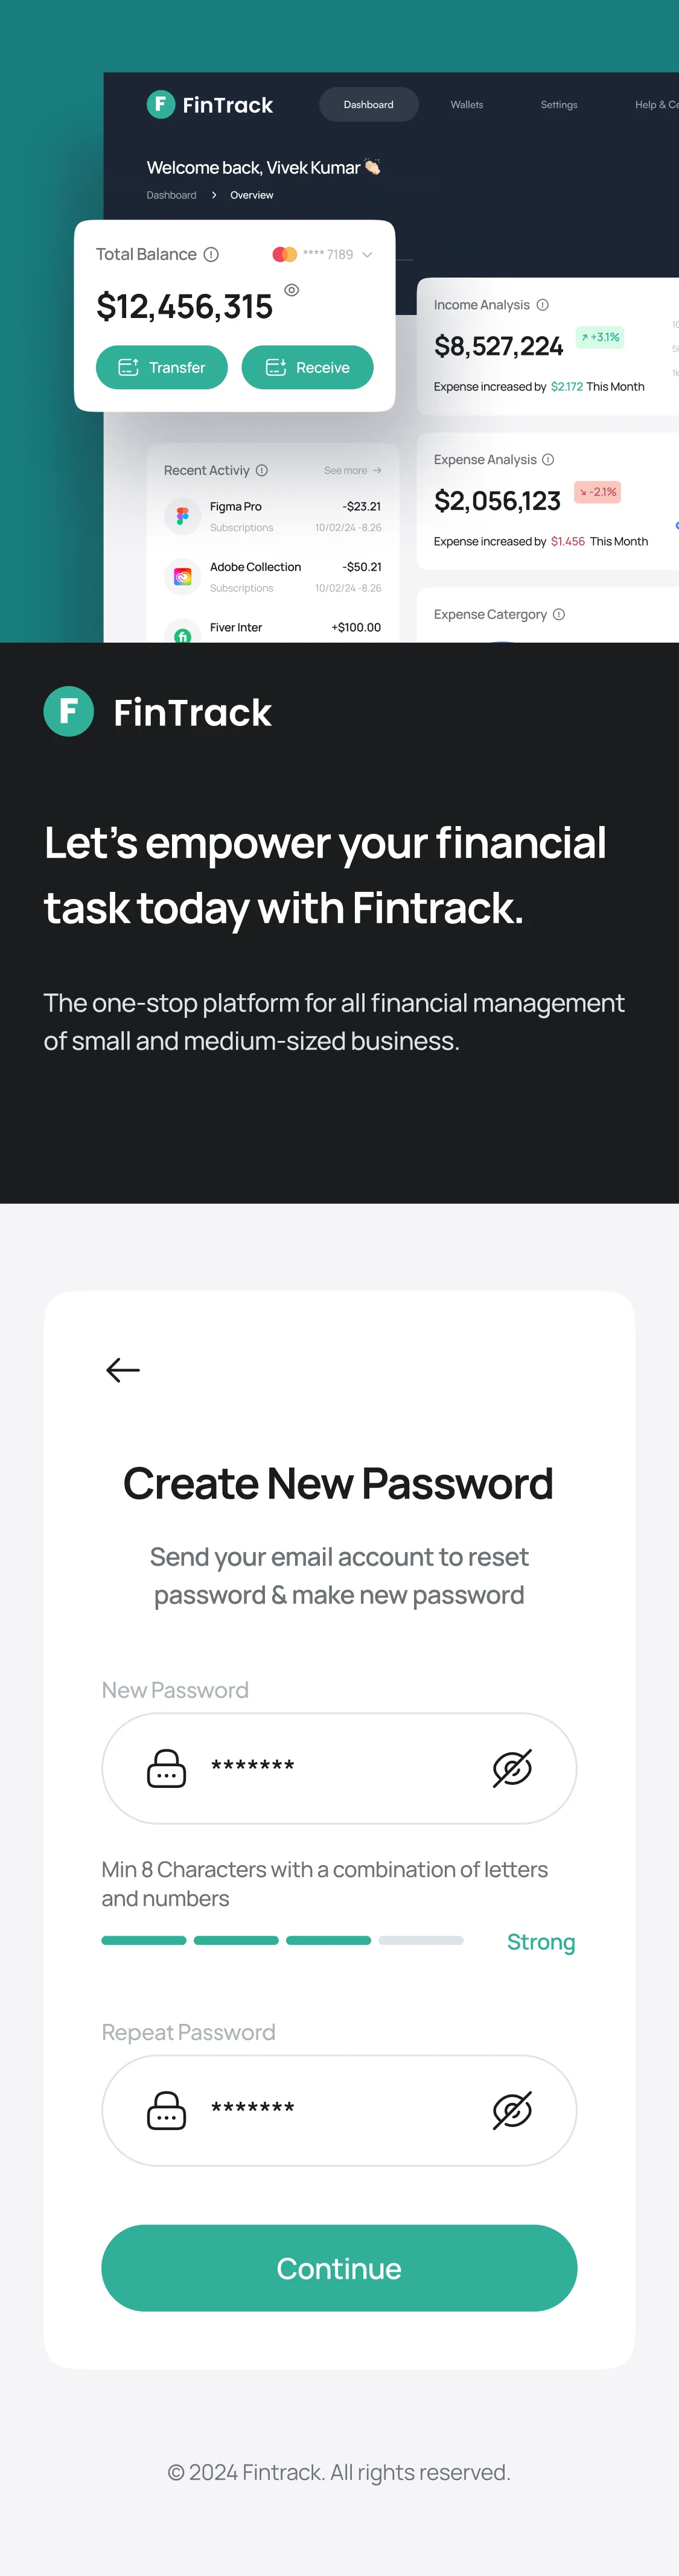 F FinTrack
Dashboard
Wallets
Settings
Help & Ce
Welcome back, Vivek Kumar 👏🏻
Dashboard > Overview
Total Balance
**** 7189
$12,456,315
Transfer
Receive
Income Analysis
$8,527,224
+3.1%
Expense increased by $2.172 This Month
10
5k
1k
Expense Analysis
$2,056,123
-2.1%
Expense increased by $1.456 This Month
Expense Catergory
Recent Activiy
See more →
Figma Pro
-$23.21
Subscriptions
10/02/24 -8.26
Adobe Collection
-$50.21
Subscriptions
10/02/24 -8.26
fi
Fiver Inter
+$100.00
F FinTrack
Let’s empower your financial
task today with Fintrack.
The one-stop platform for all financial management
of small and medium-sized business.
Create New Password
Send your email account to reset
password & make new password
New Password
*******
Min 8 Characters with a combination of letters
and numbers
Strong
Repeat Password
*******
Continue
© 2024 Fintrack. All rights reserved.